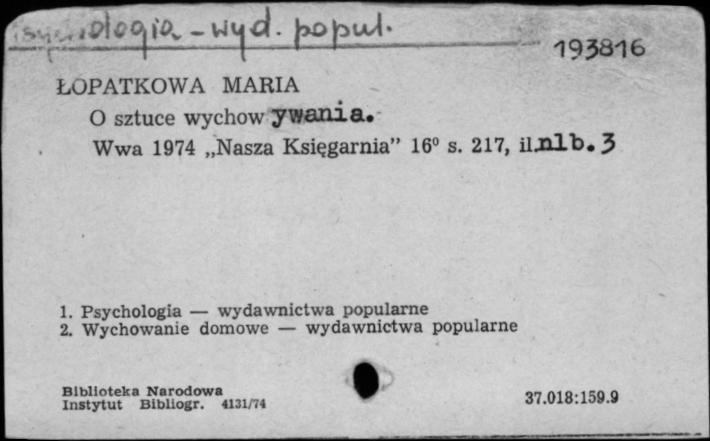 Psychologia - wyd. popul.
193816
ŁOPATKOWA MARIA
O sztuce wychowywania.
Wwa 1974 „Nasza Księgarnia” 16⁰ s. 217, il. nlb. 3
1. Psychologia — wydawnictwa popularne
2. Wychowanie domowe — wydawnictwa popularne
Biblioteka Narodowa
Instytut Bibliogr. 4131/74
37.018:159.9